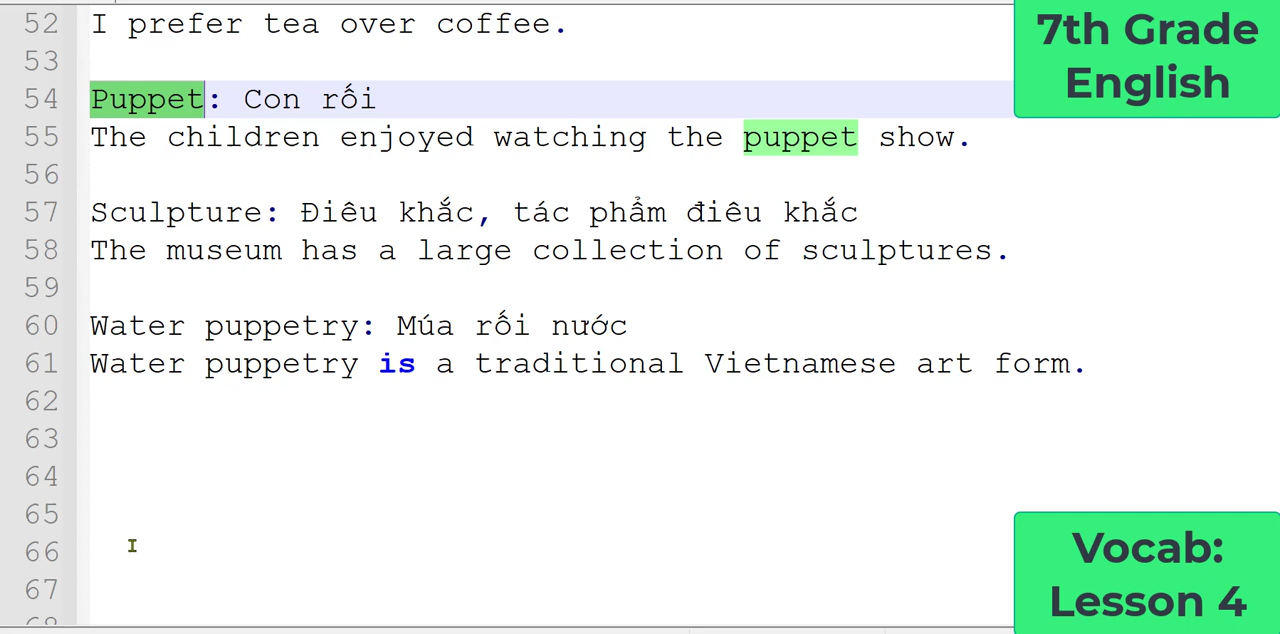 52 I prefer tea over coffee.
53
54 Puppet: Con rối
55 The children enjoyed watching the puppet show.
56
57 Sculpture: Điêu khắc, tác phẩm điêu khắc
58 The museum has a large collection of sculptures.
59
60 Water puppetry: Múa rối nước
61 Water puppetry is a traditional Vietnamese art form.
62
63
64
65
66
67
7th Grade
English
Vocab:
Lesson 4